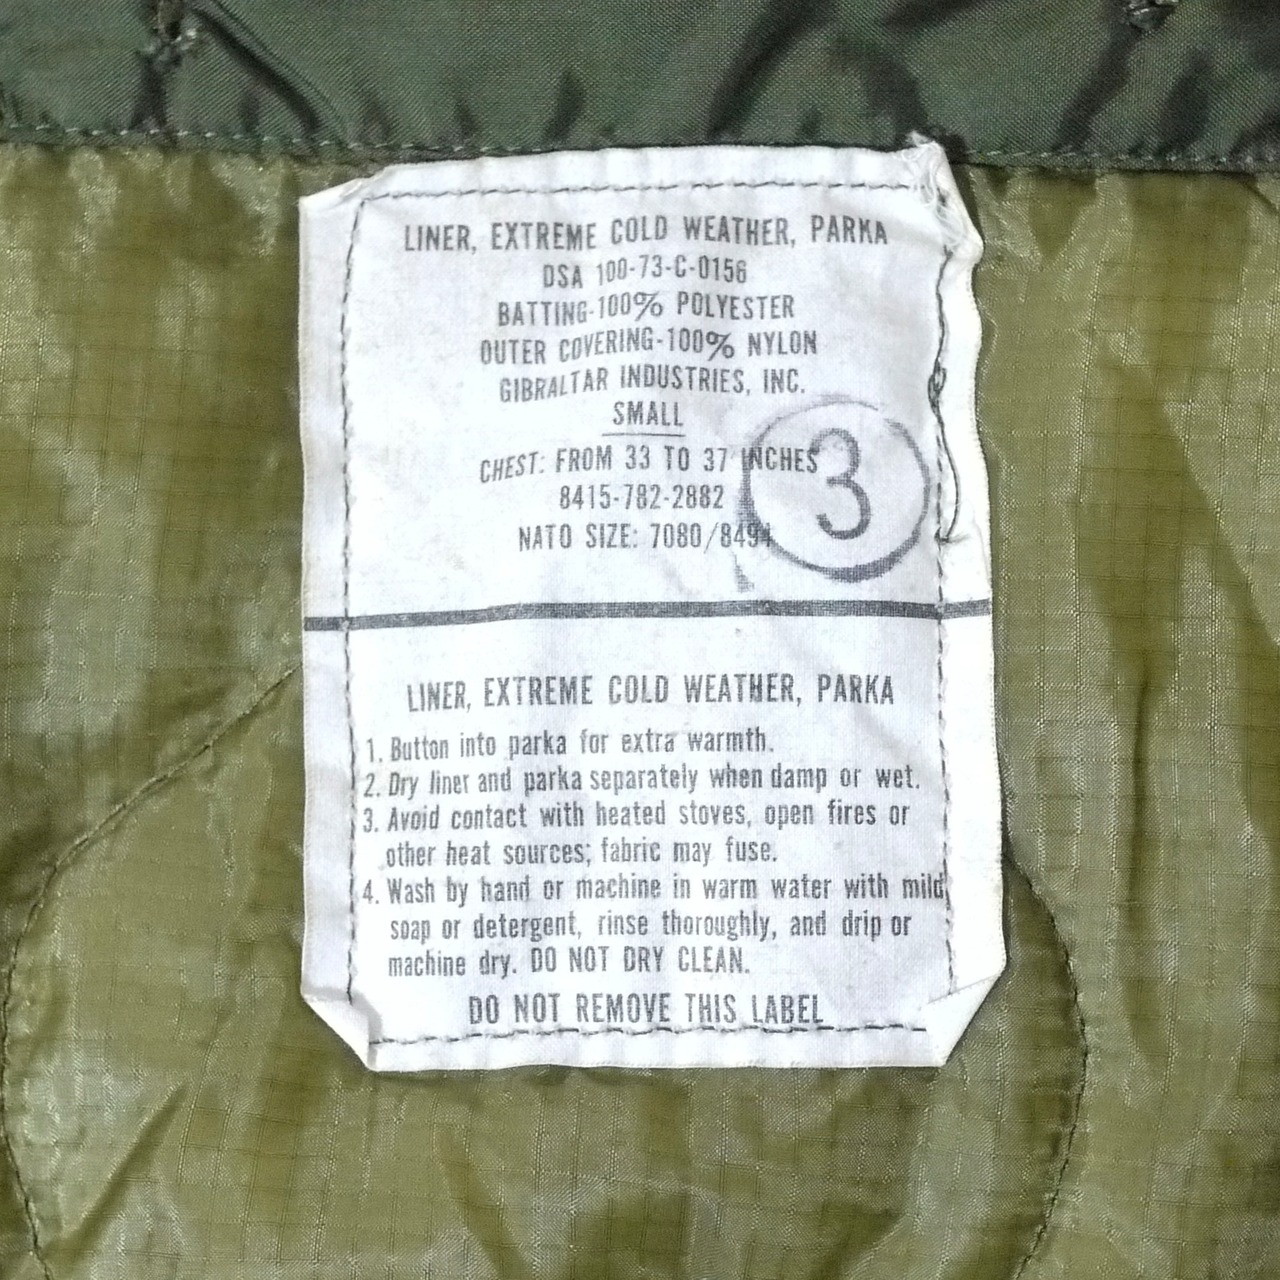 LINER, EXTREME COLD WEATHER, PARKA
DSA 100-73-C-0156
BATTING-100% POLYESTER
OUTER COVERING-100% NYLON
GIBRALTAR INDUSTRIES, INC.
SMALL
CHEST: FROM 33 TO 37 INCHES
8415-782-2882
NATO SIZE: 7080/8494
3
LINER, EXTREME COLD WEATHER, PARKA
1. Button into parka for extra warmth.
2. Dry liner and parka separately when damp or wet.
3. Avoid contact with heated stoves, open fires or
other heat sources; fabric may fuse.
4. Wash by hand or machine in warm water with mild
soap or detergent, rinse thoroughly, and drip or
machine dry. DO NOT DRY CLEAN.
DO NOT REMOVE THIS LABEL